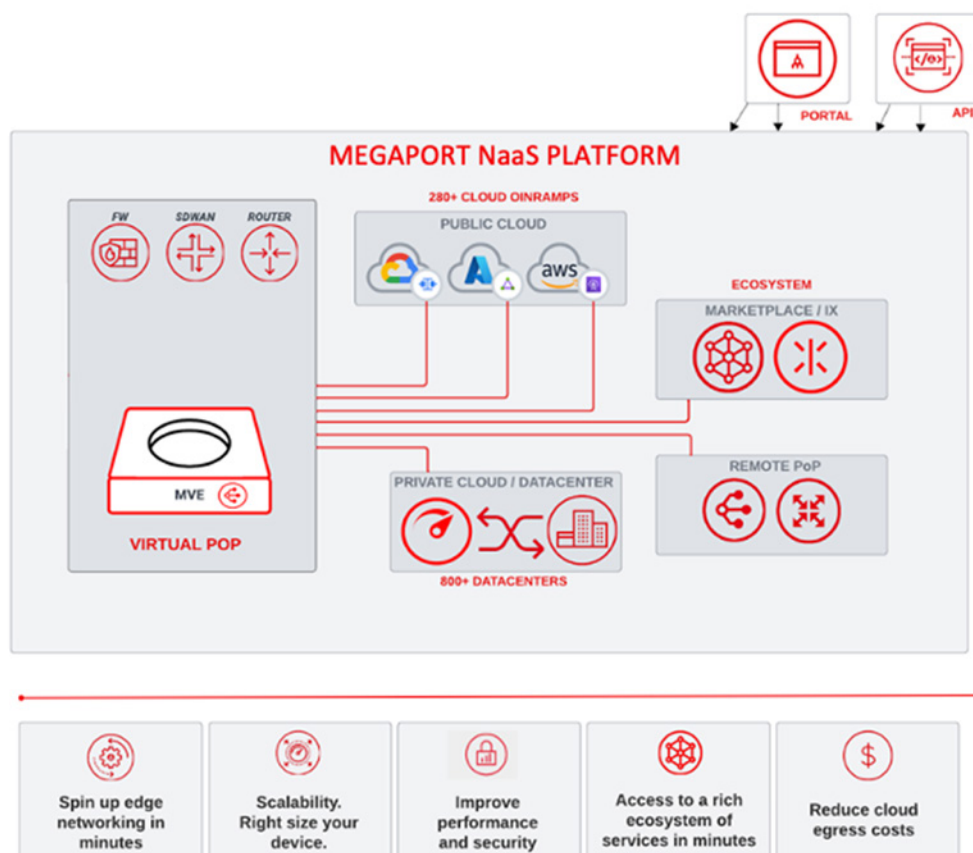 PORTAL
API
MEGAPORT NaaS PLATFORM
FW
SDWAN
ROUTER
280+ CLOUD OINRAMPS
PUBLIC CLOUD
aws
ECOSYSTEM
MARKETPLACE / IX
MVE
VIRTUAL POP
PRIVATE CLOUD / DATACENTER
800+ DATACENTERS
REMOTE PoP
Spin up edge
networking in
minutes
Scalability.
Right size your
device.
Improve
performance
and security
Access to a rich
ecosystem of
services in minutes
$
Reduce cloud
egress costs